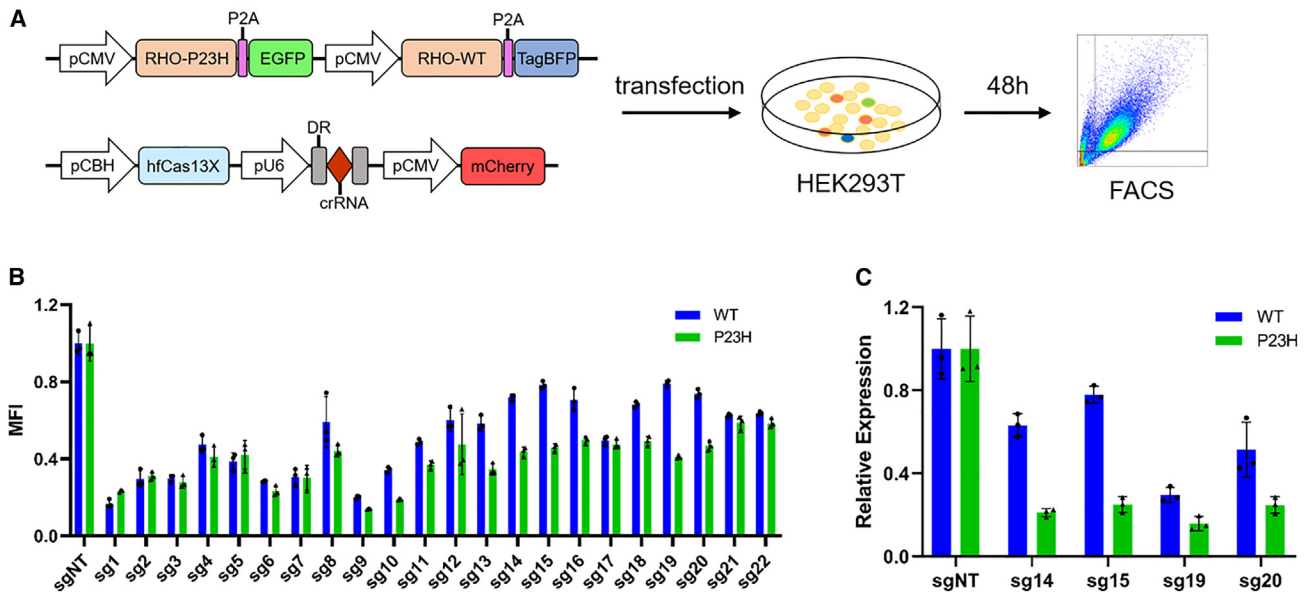 A
P2A
P2A
pCMV RHO-P23H EGFP pCMV RHO-WT TagBFP
transfection
48h
DR
pCBH hfCas13X pU6 pCMV mCherry
crRNA
HEK293T
FACS
B
WT
P23H
MFI
1.2
0.8
0.4
0.0
sgNT sg1 sg2 sg3 sg4 sg5 sg6 sg7 sg8 sg9 sg10 sg11 sg12 sg13 sg14 sg15 sg16 sg17 sg18 sg19 sg20 sg21 sg22
C
WT
P23H
Relative Expression
1.2
0.8
0.4
0.0
sgNT sg14 sg15 sg19 sg20